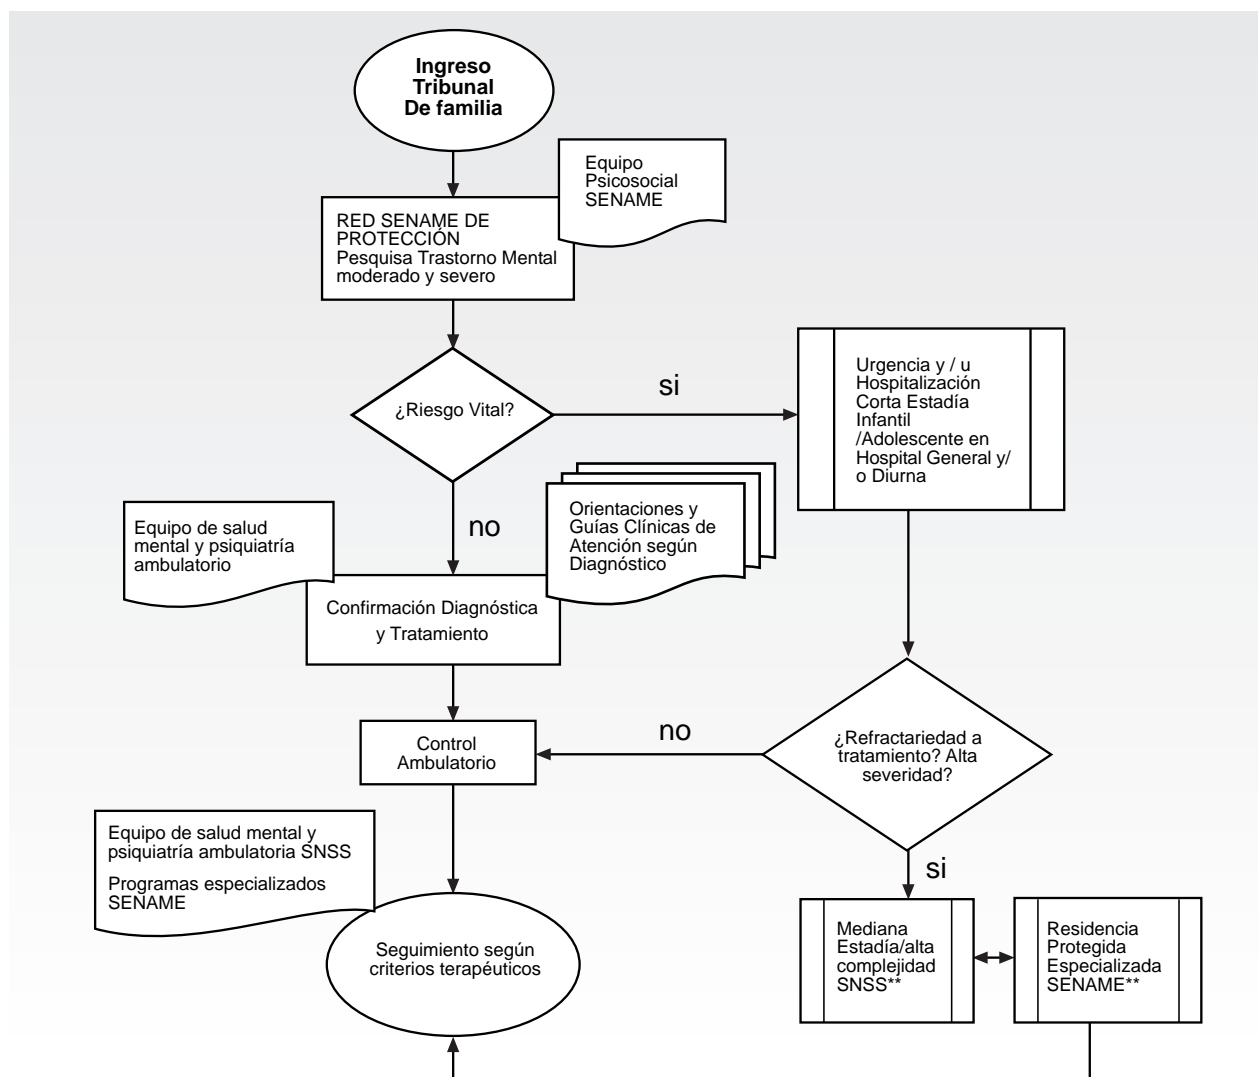 Ingreso
Tribunal
De familia
Equipo
Psicosocial
SENAME
RED SENAME DE
PROTECCIÓN
Pesquisa Trastorno Mental
moderado y severo
¿Riesgo Vital?
si
Urgencia y / u
Hospitalización
Corta Estadía
Infantil
/Adolescente en
Hospital General y/
o Diurna
no
Equipo de salud
mental y psiquiatría
ambulatorio
Orientaciones y
Guías Clínicas de
Atención según
Diagnóstico
Confirmación Diagnóstica
y Tratamiento
Control
Ambulatorio
no
¿Refractariedad a
tratamiento? Alta
severidad?
si
Equipo de salud mental y
psiquiatría ambulatoria SNSS
Programas especializados
SENAME
Seguimiento según
criterios terapéuticos
Mediana
Estadía/alta
complejidad
SNSS**
Residencia
Protegida
Especializada
SENAME**